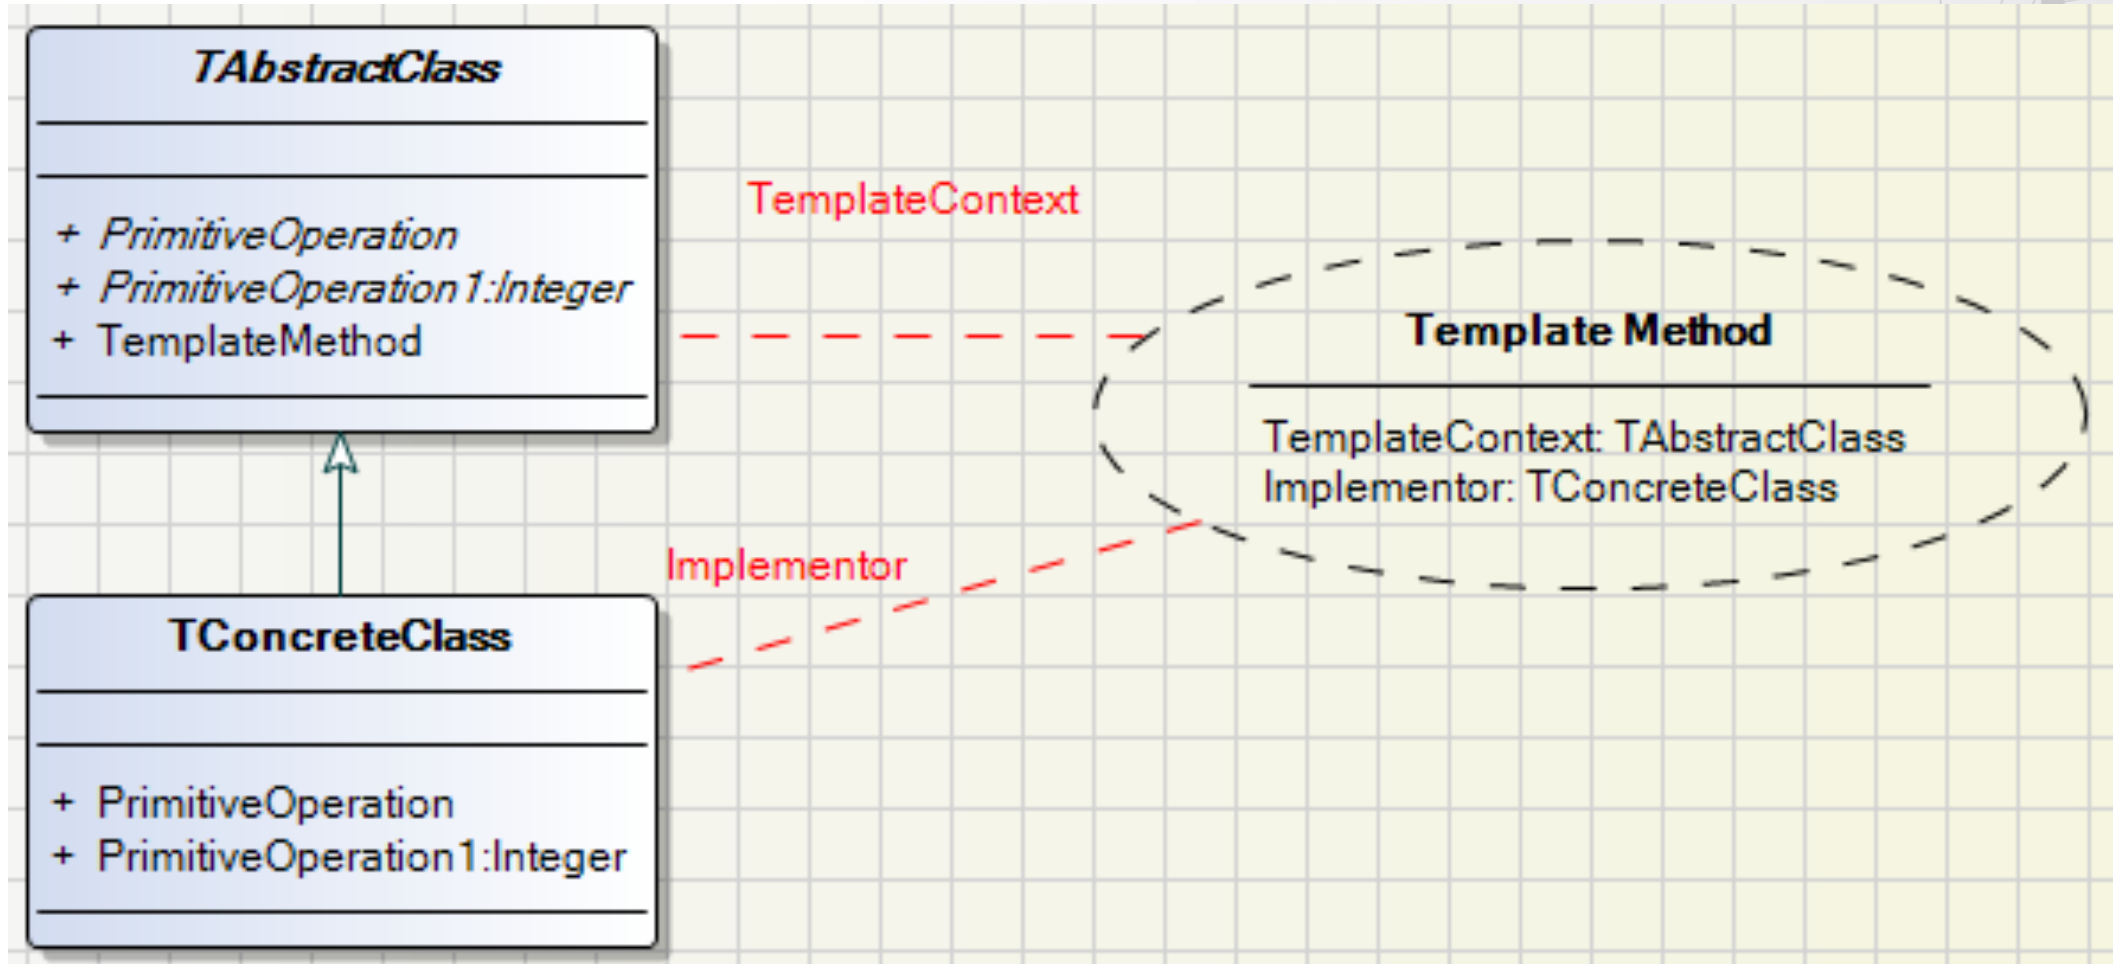 TAbstractClass
+ PrimitiveOperation
+ PrimitiveOperation1:Integer
+ TemplateMethod
TemplateContext
Template Method
TemplateContext: TAbstractClass
Implementor: TConcreteClass
Implementor
TConcreteClass
+ PrimitiveOperation
+ PrimitiveOperation1:Integer